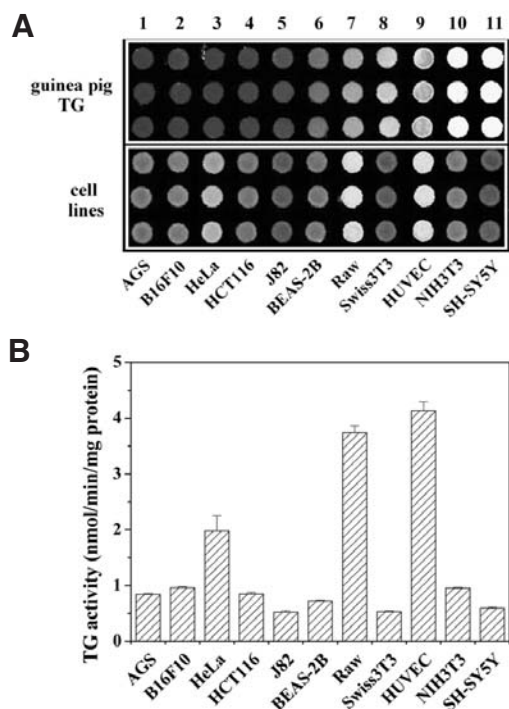 A
1 2 3 4 5 6 7 8 9 10 11
guinea pig
TG
cell
lines
AGS B16F10 HeLa HCT116 J82 BEAS-2B Raw Swiss3T3 HUVEC NIH3T3 SH-SY5Y
B
TG activity (nmol/min/mg protein)
5
4
3
2
1
0
AGS B16F10 HeLa HCT116 J82 BEAS-2B Raw Swiss3T3 HUVEC NIH3T3 SH-SY5Y